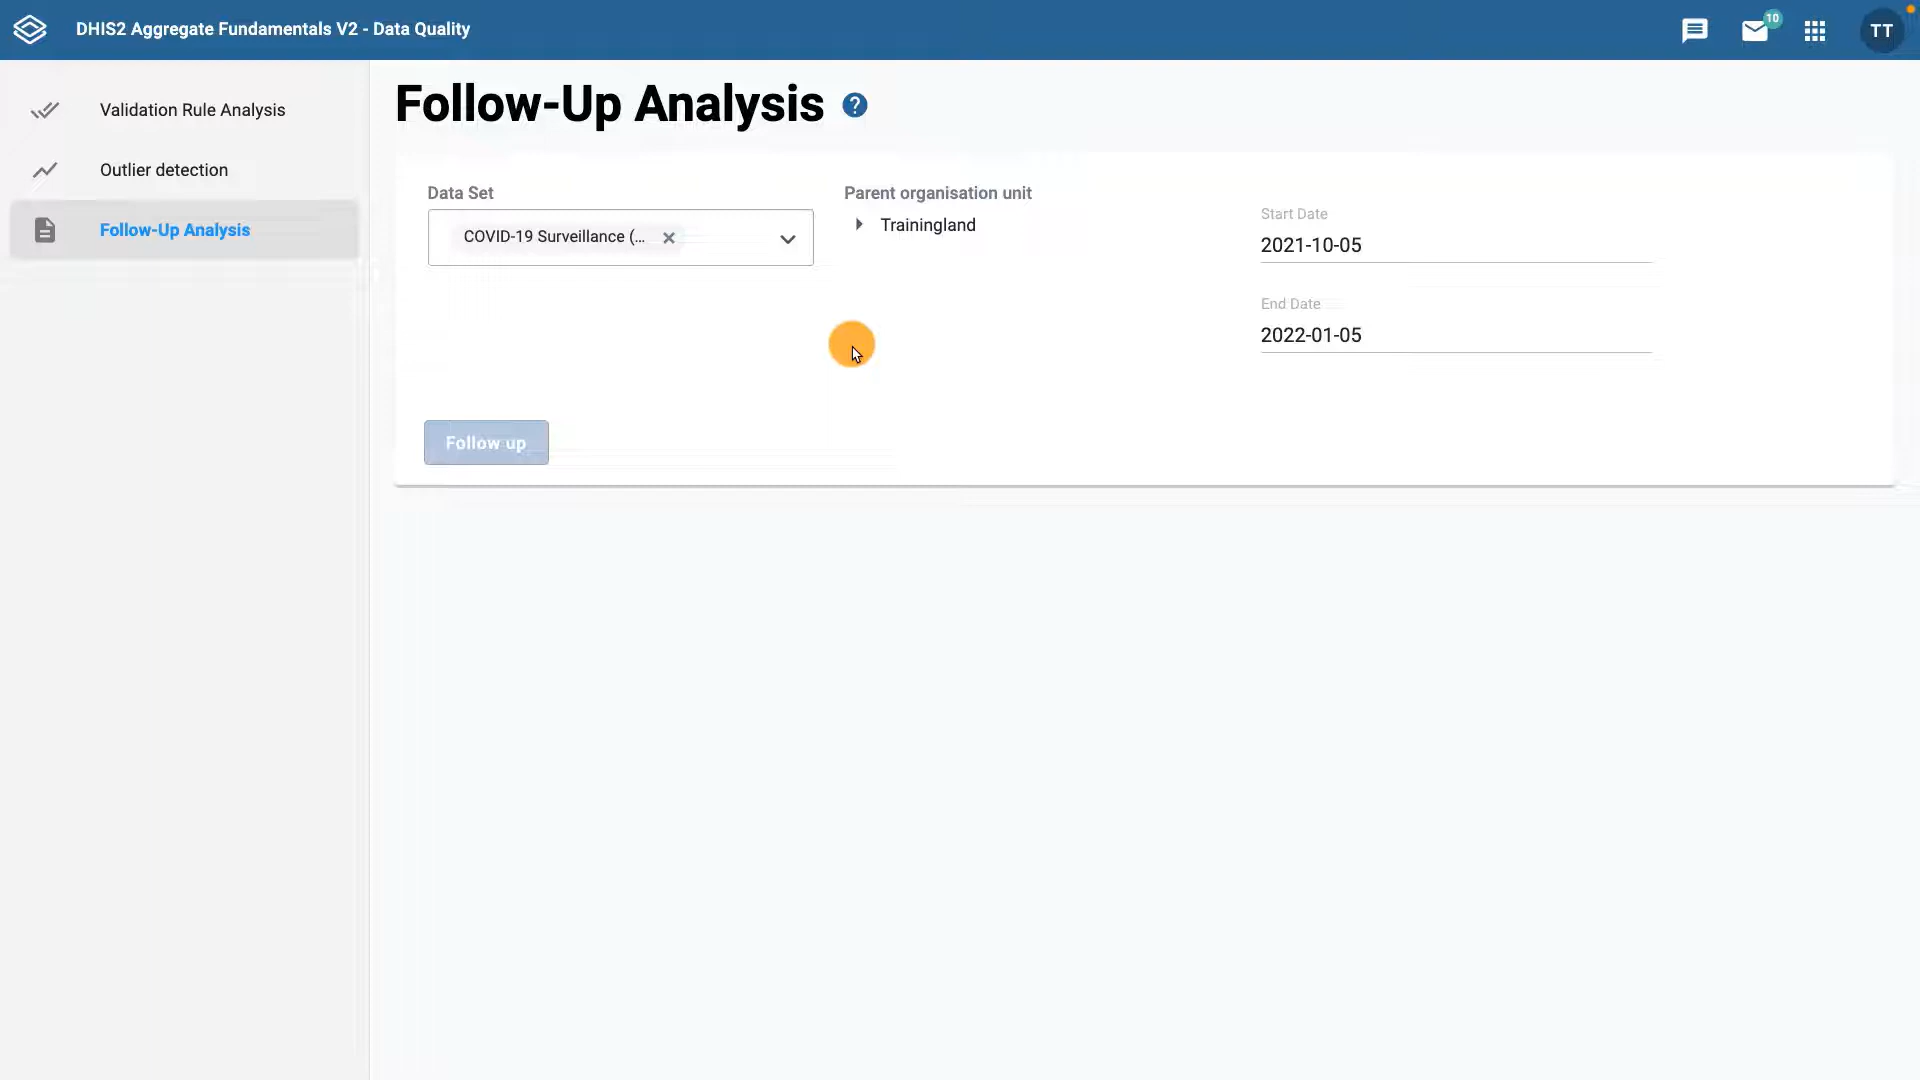 DHIS2 Aggregate Fundamentals V2 - Data Quality
10
TT
Validation Rule Analysis
Outlier detection
Follow-Up Analysis
Follow-Up Analysis ?
Data Set
COVID-19 Surveillance (...
Parent organisation unit
Trainingland
Start Date
2021-10-05
End Date
2022-01-05
Follow up